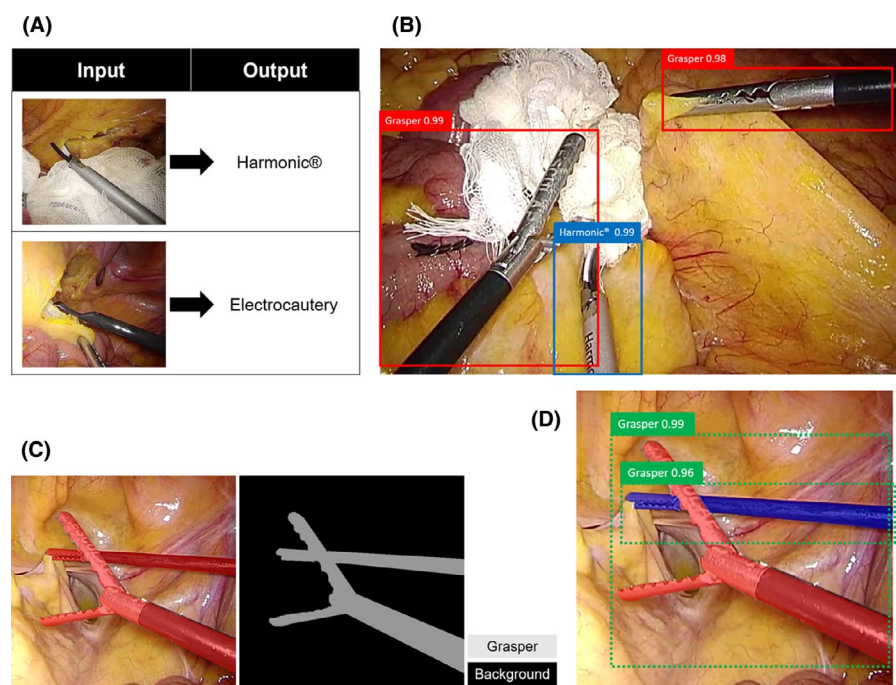 (A)
Input Output
Harmonic®
Electrocautery
(B)
Grasper 0.98
Grasper 0.99
Harmonic® 0.99
Harmonic
(C)
Grasper
Background
(D)
Grasper 0.99
Grasper 0.96